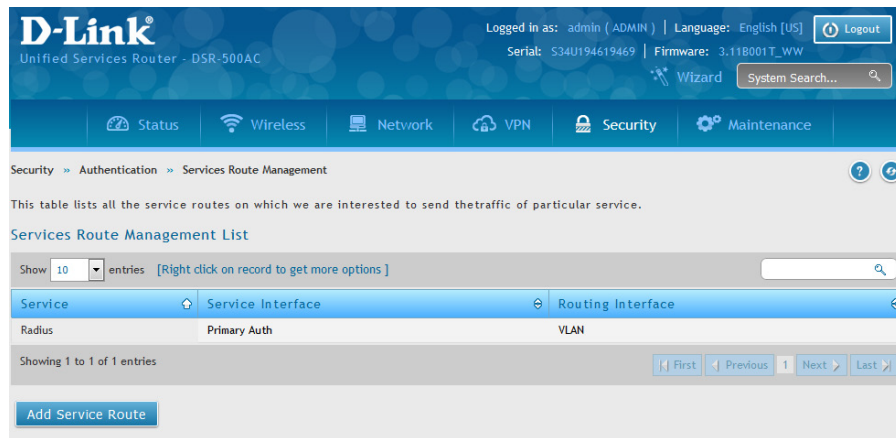 D-Link®
Unified Services Router - DSR-500AC
Logged in as: admin ( ADMIN ) | Language: English [US]
Logout
Serial: S34U194619469 | Firmware: 3.11B001T_WW
Wizard
System Search...
Status
Wireless
Network
VPN
Security
Maintenance
Security » Authentication » Services Route Management
?
This table lists all the service routes on which we are interested to send thetraffic of particular service.
Services Route Management List
Show 10 entries [Right click on record to get more options ]
Service Service Interface Routing Interface
Radius Primary Auth VLAN
Showing 1 to 1 of 1 entries
First Previous 1 Next Last
Add Service Route